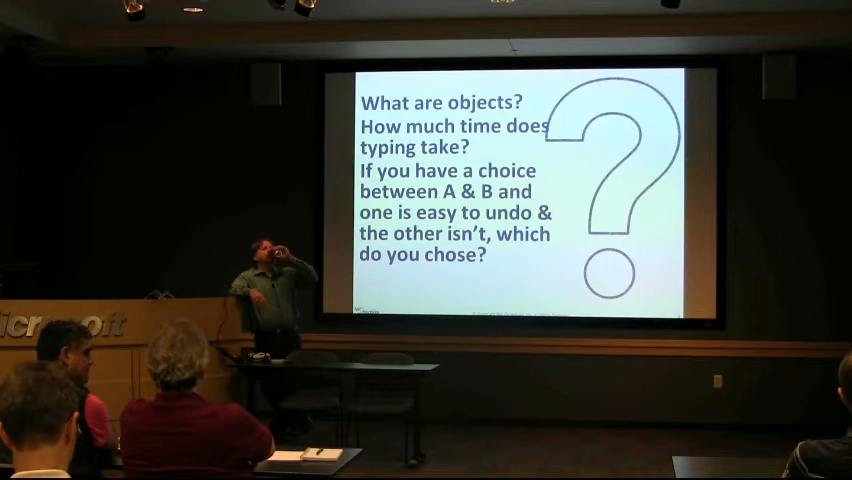 What are objects?
How much time does
typing take?
If you have a choice
between A & B and
one is easy to undo &
the other isn't, which
do you chose?
icrosoft